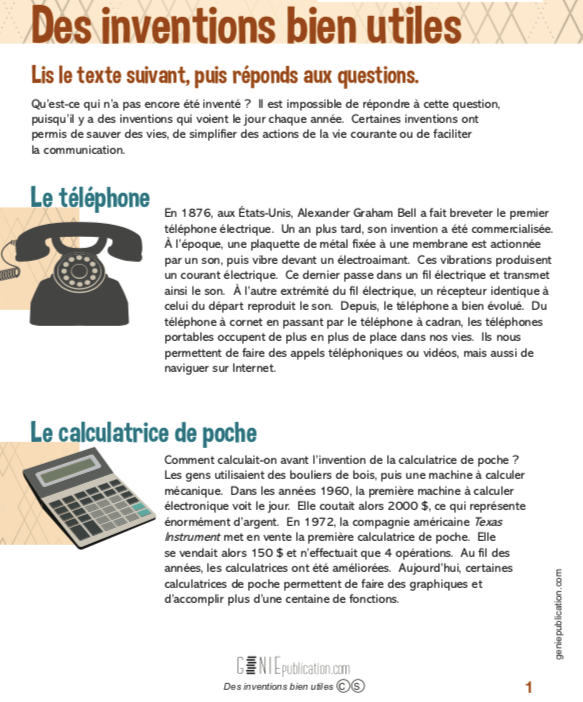 Des inventions bien utiles
Lis le texte suivant, puis réponds aux questions.
Qu'est-ce qui n'a pas encore été inventé ? Il est impossible de répondre à cette question,
puisqu'il y a des inventions qui voient le jour chaque année. Certaines inventions ont
permis de sauver des vies, de simplifier des actions de la vie courante ou de faciliter
la communication.
Le téléphone
En 1876, aux États-Unis, Alexander Graham Bell a fait breveter le premier
téléphone électrique. Un an plus tard, son invention a été commercialisée.
À l'époque, une plaquette de métal fixée à une membrane est actionnée
par un son, puis vibre devant un électroaimant. Ces vibrations produisent
un courant électrique. Ce dernier passe dans un fil électrique et transmet
ainsi le son. À l'autre extrémité du fil électrique, un récepteur identique à
celui du départ reproduit le son. Depuis, le téléphone a bien évolué. Du
téléphone à cornet en passant par le téléphone à cadran, les téléphones
portables occupent de plus en plus de place dans nos vies. Ils nous
permettent de faire des appels téléphoniques ou vidéos, mais aussi de
naviguer sur Internet.
Le calculatrice de poche
Comment calculait-on avant l'invention de la calculatrice de poche ?
Les gens utilisaient des bouliers de bois, puis une machine à calculer
mécanique. Dans les années 1960, la première machine à calculer
électronique voit le jour. Elle coutait alors 2000 $, ce qui représente
énormément d'argent. En 1972, la compagnie américaine Texas
Instrument met en vente la première calculatrice de poche. Elle
se vendait alors 150 $ et n'effectuait que 4 opérations. Au fil des
années, les calculatrices ont été améliorées. Aujourd'hui, certaines
calculatrices de poche permettent de faire des graphiques et
d'accomplir plus d'une centaine de fonctions.
geniepublication.com
GÉNIEpublication.com
Des inventions bien utiles Ⓒ Ⓢ
1